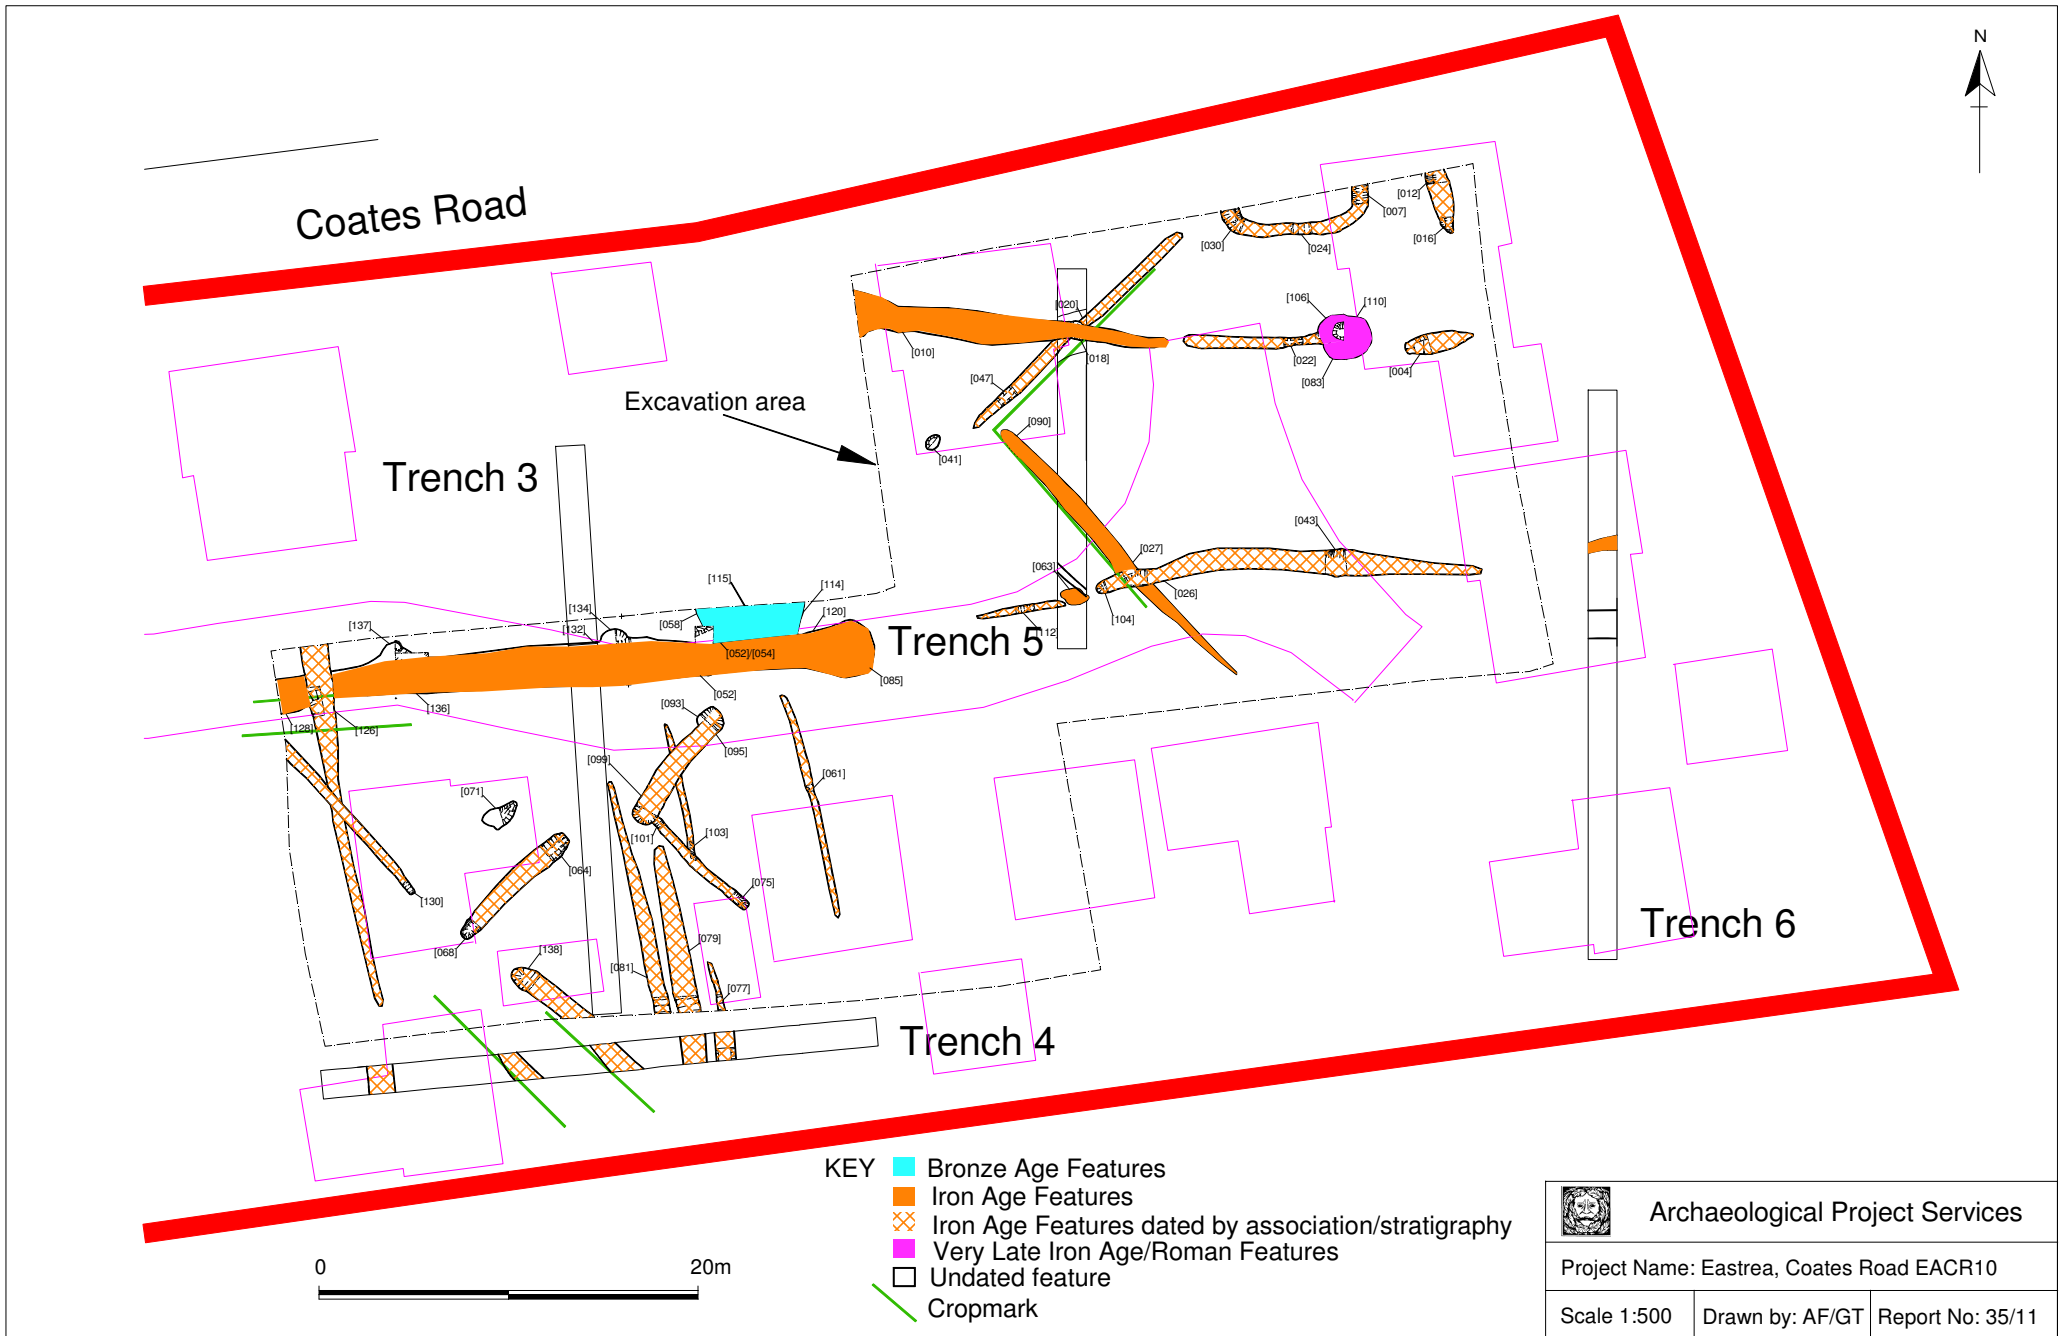 N
Coates Road
[012]
[007]
[030]
[024]
[016]
[020]
[106]
[110]
[010]
[018]
[022]
[004]
[047]
[083]
Excavation area
[090]
[041]
Trench 3
[043]
[027]
[063]
[115]
[114]
[026]
[134]
[058]
[120]
[104]
[137]
[132]
[112]
Trench 5
[052]/[054]
[085]
[052]
[136]
[093]
[128]
[126]
[095]
[099]
[061]
[071]
[101]
[103]
[064]
[075]
[130]
Trench 6
[079]
[068]
[138]
[081]
[077]
Trench 4
KEY
Bronze Age Features
Iron Age Features
Iron Age Features dated by association/stratigraphy
Very Late Iron Age/Roman Features
Undated feature
Cropmark
0 20m
Archaeological Project Services
Project Name: Eastrea, Coates Road EACR10
Scale 1:500 Drawn by: AF/GT Report No: 35/11